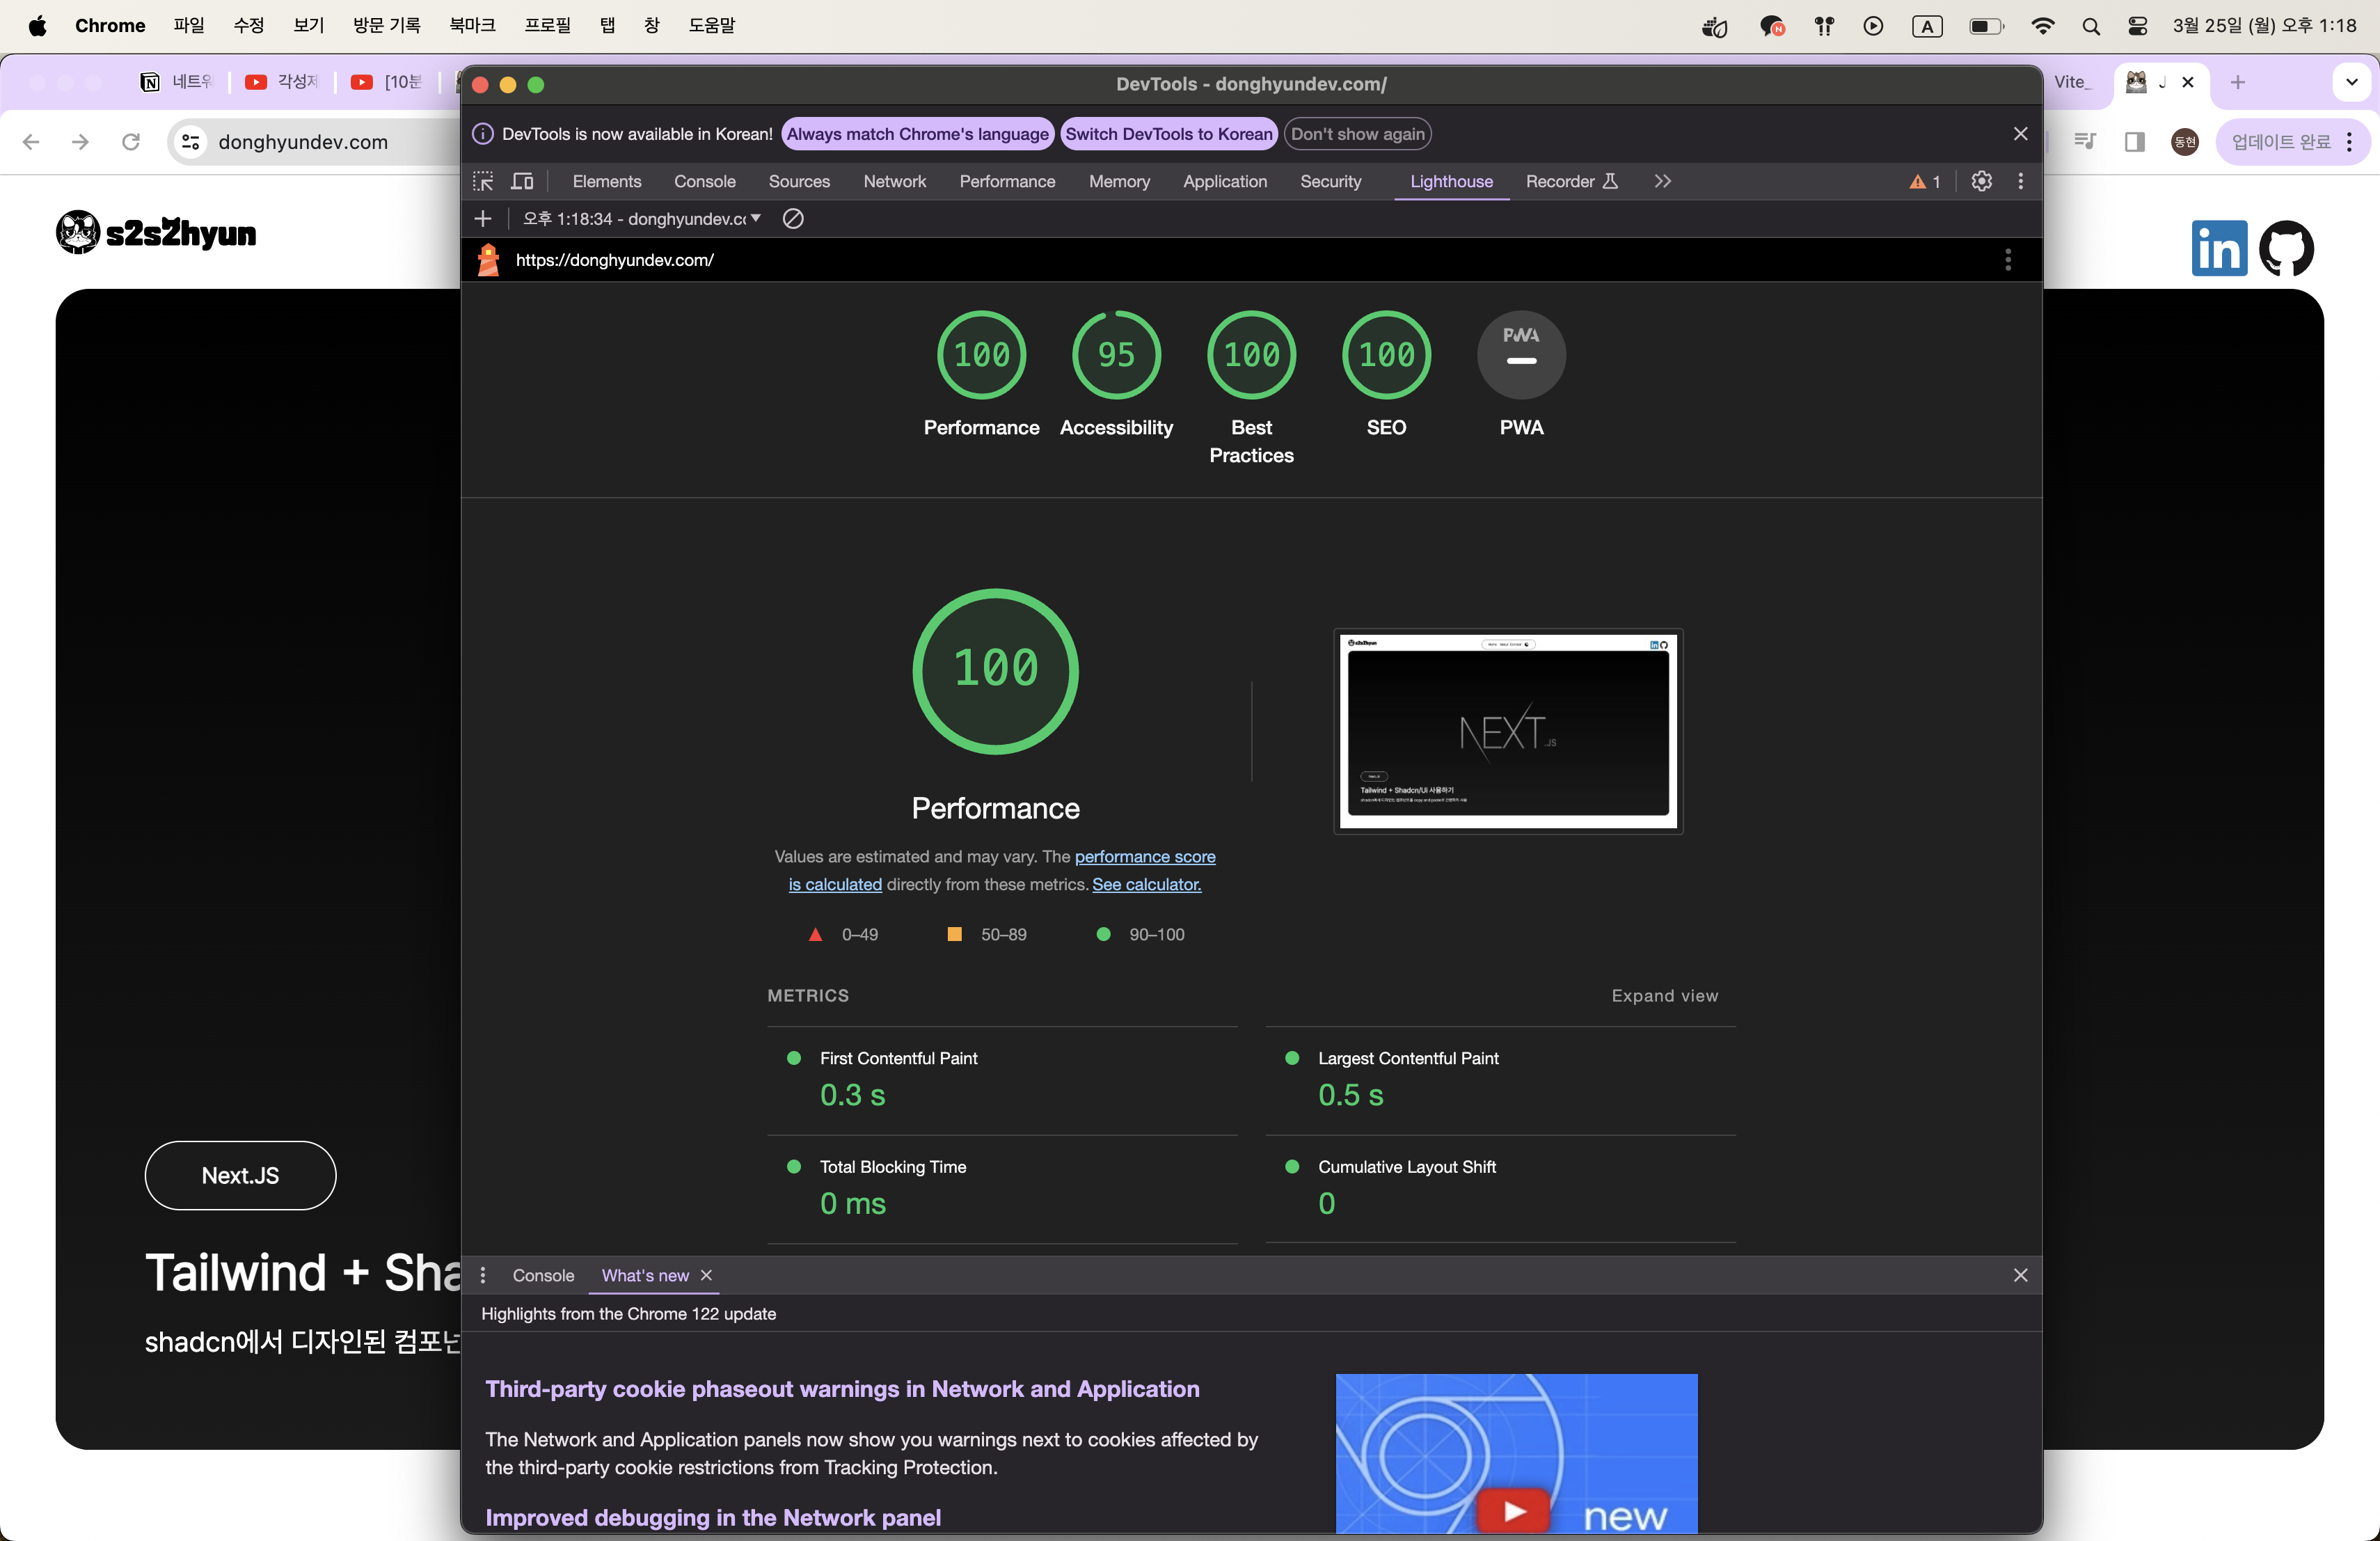 Chrome 파일 수정 보기 방문 기록 북마크 프로필 탭 창 도움말 A 3월 25일 (월) 오후 1:18
네트워 각성제 [10분 Vite_
donghyundev.com 동현 업데이트 완료
s2s2hyun
in
Next.JS
Tailwind + Sha
shadcn에서 디자인된 컴포넌
DevTools - donghyundev.com/
DevTools is now available in Korean! Always match Chrome's language Switch DevTools to Korean Don't show again
Elements Console Sources Network Performance Memory Application Security Lighthouse Recorder 1
오후 1:18:34 - donghyundev.co
https://donghyundev.com/
100 95 100 100 PWA
Performance Accessibility Best Practices SEO PWA
100
Performance
Values are estimated and may vary. The performance score
is calculated directly from these metrics. See calculator.
0–49 50–89 90–100
s2s2hyun
NEXT.JS
Tailwind + Shadcn/Ui 사용하기
METRICS Expand view
First Contentful Paint
0.3 s
Largest Contentful Paint
0.5 s
Total Blocking Time
0 ms
Cumulative Layout Shift
0
Console What's new
Highlights from the Chrome 122 update
Third-party cookie phaseout warnings in Network and Application
The Network and Application panels now show you warnings next to cookies affected by
the third-party cookie restrictions from Tracking Protection.
Improved debugging in the Network panel
new